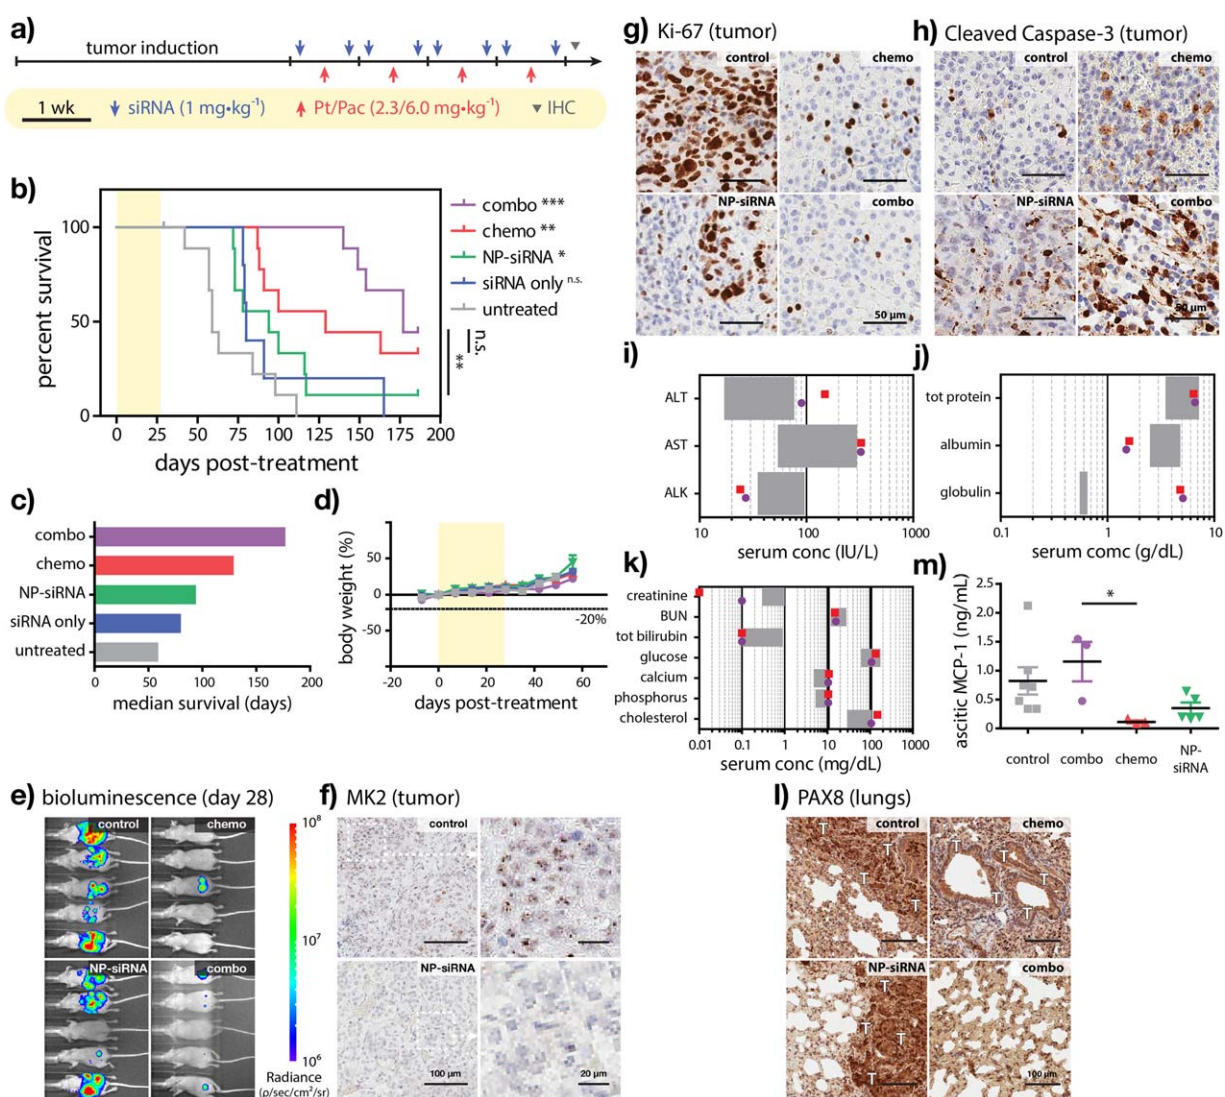 a)
tumor induction
1 wk
siRNA (1 mg•kg⁻¹)
Pt/Pac (2.3/6.0 mg•kg⁻¹)
IHC
b)
percent survival
100
50
0
0 25 50 75 100 125 150 175 200
days post-treatment
combo ***
chemo **
NP-siRNA *
siRNA only n.s.
untreated
n.s.
**
c)
combo
chemo
NP-siRNA
siRNA only
untreated
0 50 100 150 200
median survival (days)
d)
body weight (%)
50
0
-50
-20%
-20 0 20 40 60
days post-treatment
e) bioluminescence (day 28)
control
chemo
NP-siRNA
combo
10⁸
10⁷
10⁶
Radiance
(ρ/sec/cm²/sr)
f) MK2 (tumor)
control
NP-siRNA
100 μm
20 μm
g) Ki-67 (tumor)
control
chemo
NP-siRNA
combo
50 μm
h) Cleaved Caspase-3 (tumor)
control
chemo
NP-siRNA
combo
50 μm
i)
ALT
AST
ALK
10 100 1000
serum conc (IU/L)
j)
tot protein
albumin
globulin
0.1 1 10
serum comc (g/dL)
k)
creatinine
BUN
tot bilirubin
glucose
calcium
phosphorus
cholesterol
0.01 0.1 1 10 100 1000
serum conc (mg/dL)
m)
ascitic MCP-1 (ng/mL)
2.5
2.0
1.5
1.0
0.5
0
*
control
combo
chemo
NP-
siRNA
l) PAX8 (lungs)
control
T
T
T
chemo
T
T
T
T
NP-siRNA
T
T
T
combo
100 μm